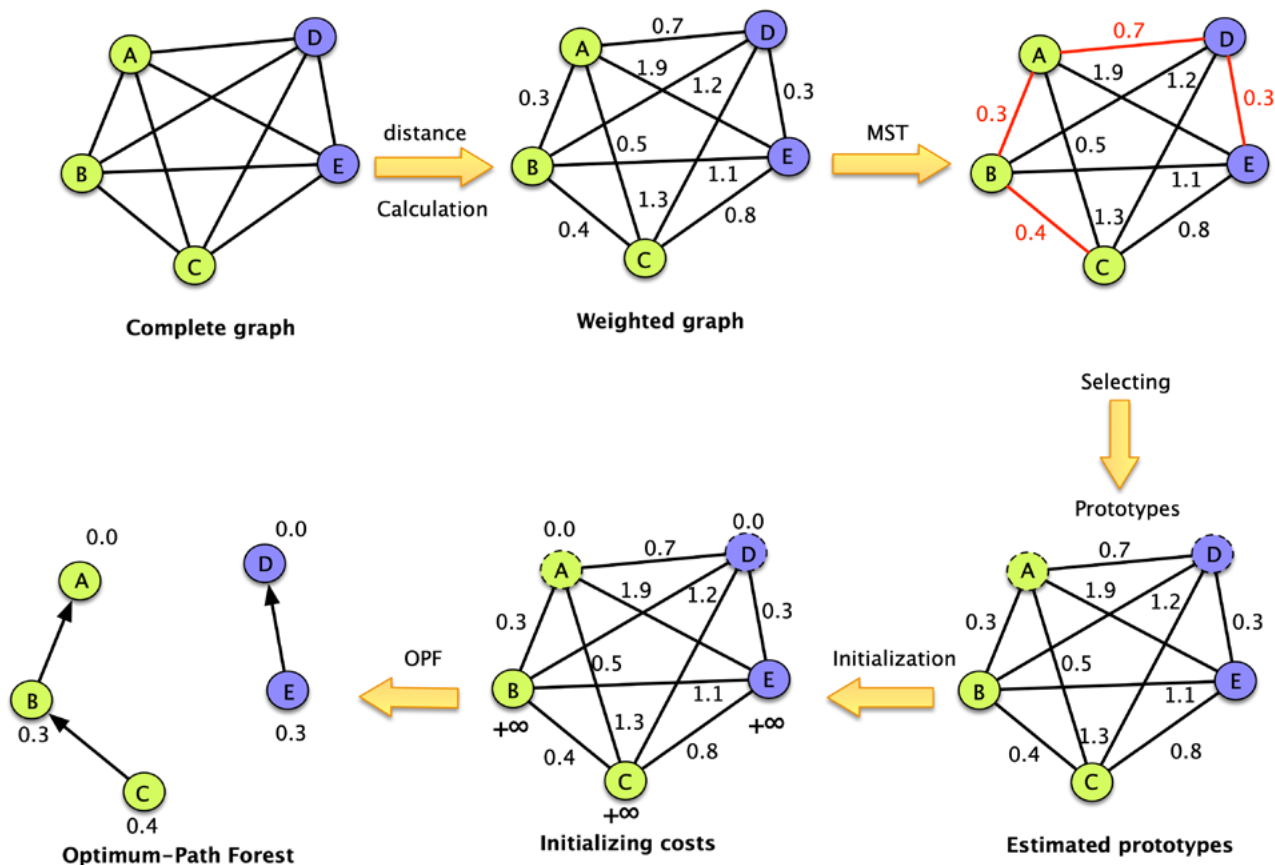 A
D
B
E
C
Complete graph
distance
Calculation
A
D
B
E
C
0.7
1.9
1.2
0.3
0.3
0.5
1.1
1.3
0.4
0.8
Weighted graph
MST
A
D
B
E
C
0.7
1.9
1.2
0.3
0.3
0.5
1.1
1.3
0.4
0.8
Selecting
Prototypes
A
D
B
E
C
0.7
1.9
1.2
0.3
0.3
0.5
1.1
1.3
0.4
0.8
Estimated prototypes
Initialization
0.0
0.0
A
D
B
E
C
0.7
1.9
1.2
0.3
0.3
0.5
1.1
1.3
0.4
0.8
+∞
+∞
+∞
Initializing costs
OPF
0.0
0.0
A
D
B
E
0.3
0.3
C
0.4
Optimum-Path Forest